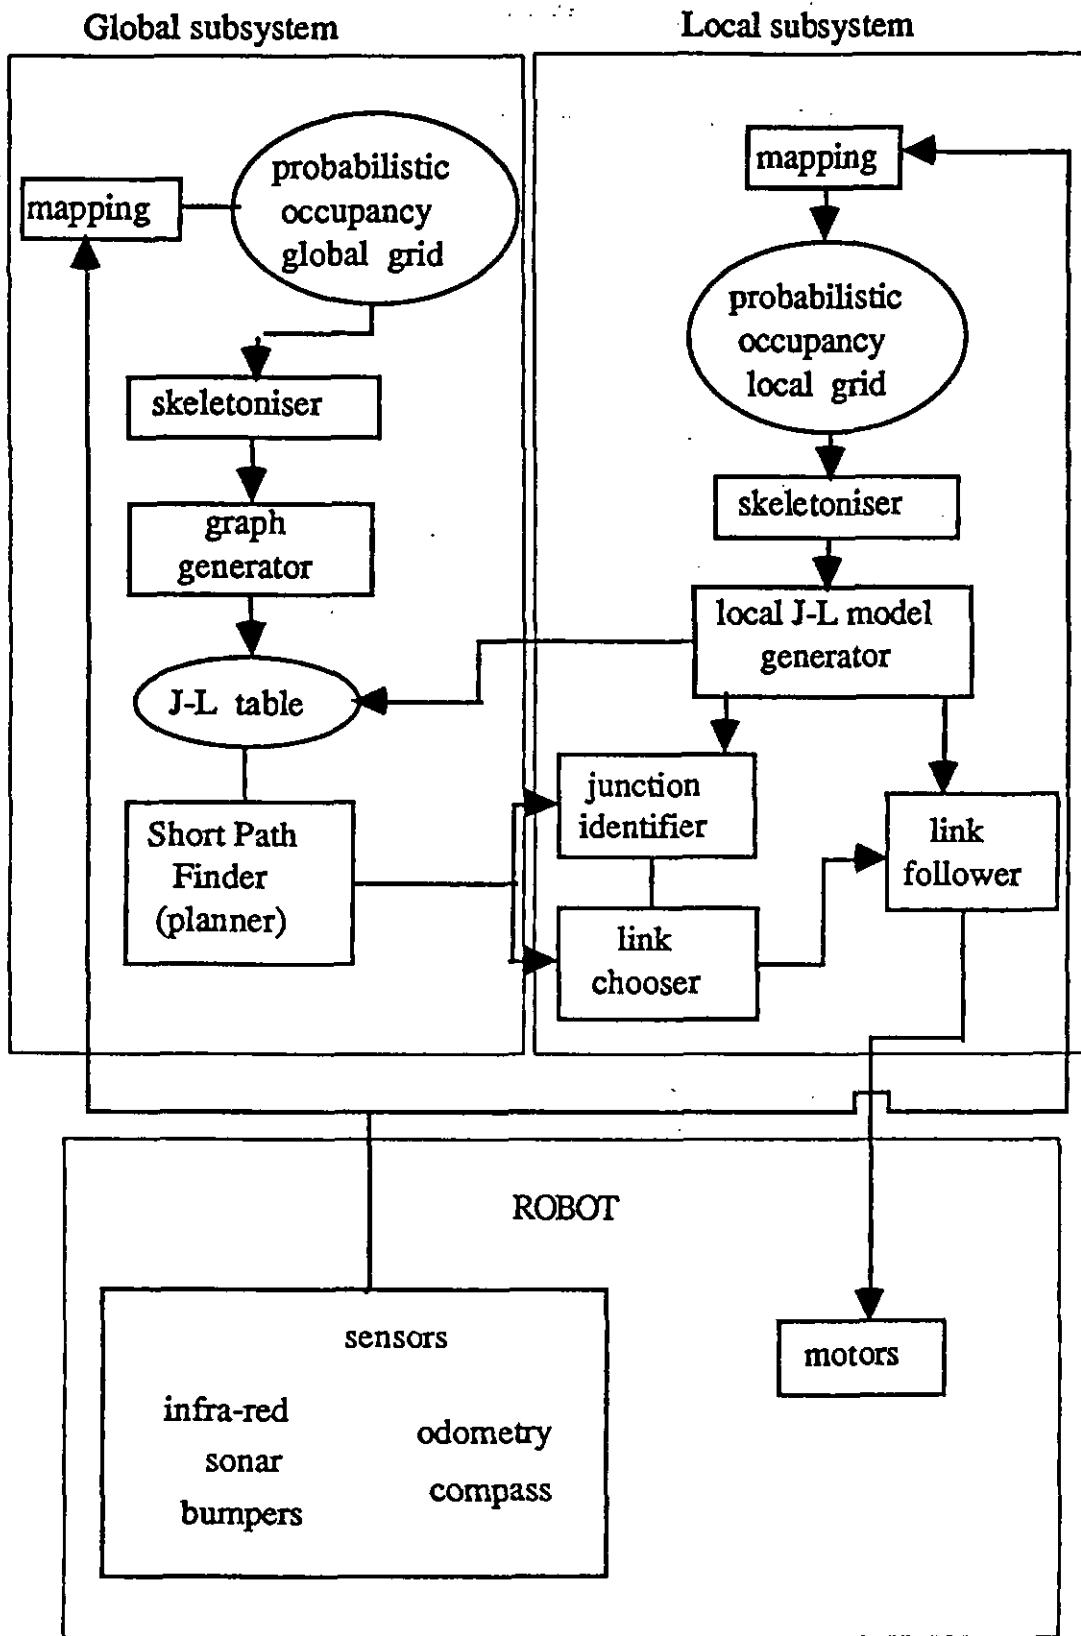 Global subsystem
mapping
probabilistic
occupancy
global grid
skeletoniser
graph
generator
J-L table
Short Path
Finder
(planner)
Local subsystem
mapping
probabilistic
occupancy
local grid
skeletoniser
local J-L model
generator
junction
identifier
link
follower
link
chooser
ROBOT
sensors
infra-red
sonar
bumpers
odometry
compass
motors